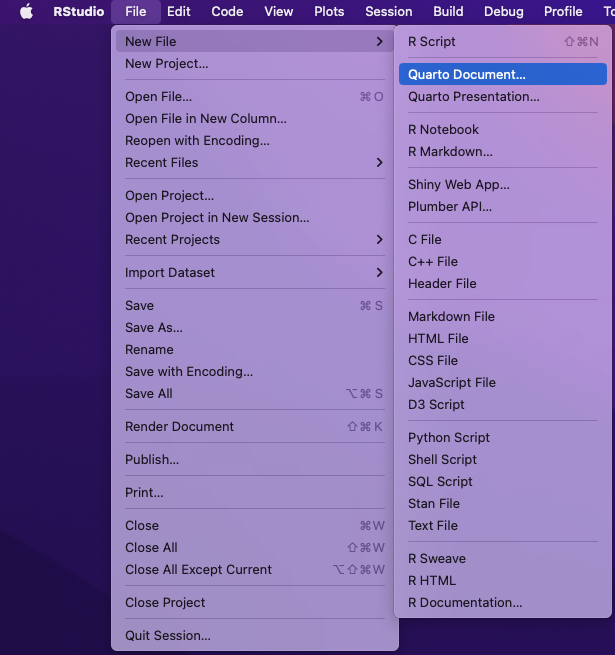 RStudio File Edit Code View Plots Session Build Debug Profile
New File
New Project...
Open File... ⌘O
Open File in New Column...
Reopen with Encoding...
Recent Files
Open Project...
Open Project in New Session...
Recent Projects
Import Dataset
Save ⌘S
Save As...
Rename
Save with Encoding...
Save All ⌥⌘S
Render Document ⇧⌘K
Publish...
Print...
Close ⌘W
Close All ⇧⌘W
Close All Except Current ⌥⇧⌘W
Close Project
Quit Session...
R Script ⇧⌘N
Quarto Document...
Quarto Presentation...
R Notebook
R Markdown...
Shiny Web App...
Plumber API...
C File
C++ File
Header File
Markdown File
HTML File
CSS File
JavaScript File
D3 Script
Python Script
Shell Script
SQL Script
Stan File
Text File
R Sweave
R HTML
R Documentation...